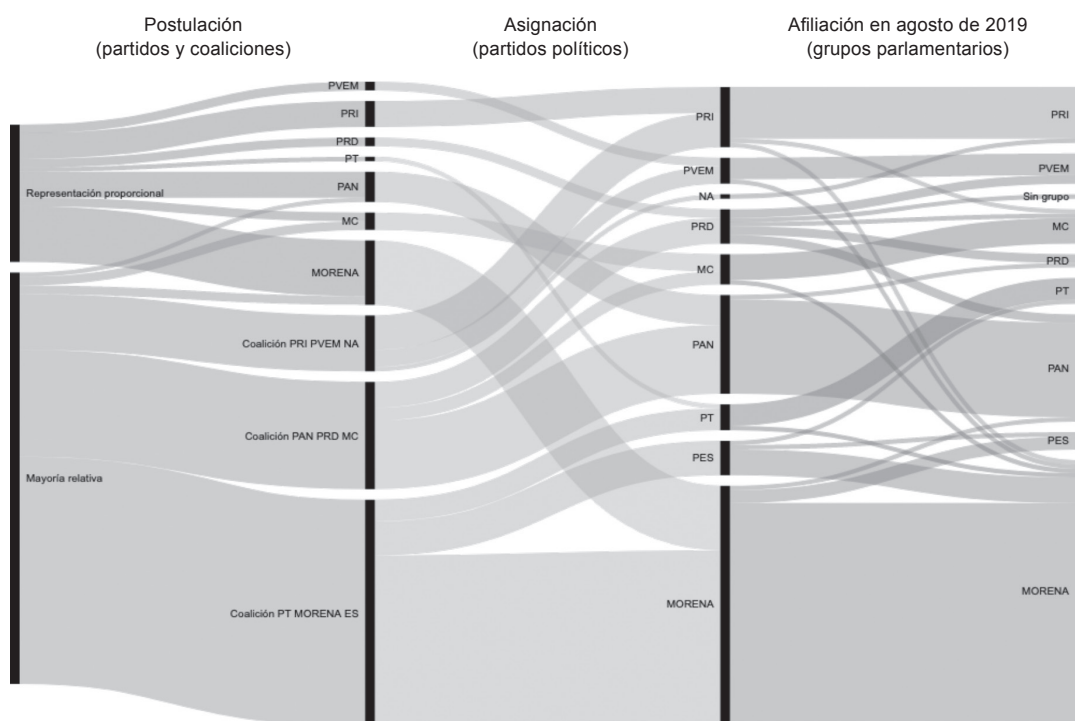 Postulación
(partidos y coaliciones)
Asignación
(partidos políticos)
Afiliación en agosto de 2019
(grupos parlamentarios)
Representación proporcional
Mayoría relativa
PVEM
PRI
PRD
PT
PAN
MC
MORENA
Coalición PRI PVEM NA
Coalición PAN PRD MC
Coalición PT MORENA ES
PRI
PVEM
NA
PRD
MC
PAN
PT
PES
MORENA
PRI
PVEM
Sin grupo
MC
PRD
PT
PAN
PES
MORENA